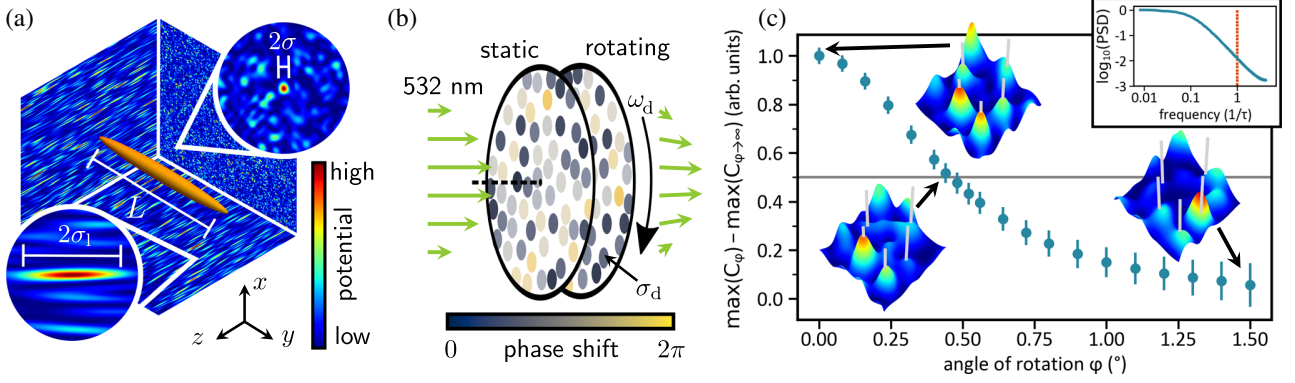 (a)
2σ
L
2σ₁
high
potential
low
x
z
y
(b)
static
rotating
532 nm
ω_d
σ_d
0
phase shift
2π
(c)
max(C_φ) – max(C_φ→∞) (arb. units)
1.0
0.8
0.6
0.4
0.2
0.0
0.00
0.25
0.50
0.75
1.00
1.25
1.50
angle of rotation φ (°)
log₁₀(PSD)
0
-1
-2
-3
0.01
0.1
1
frequency (1/τ)